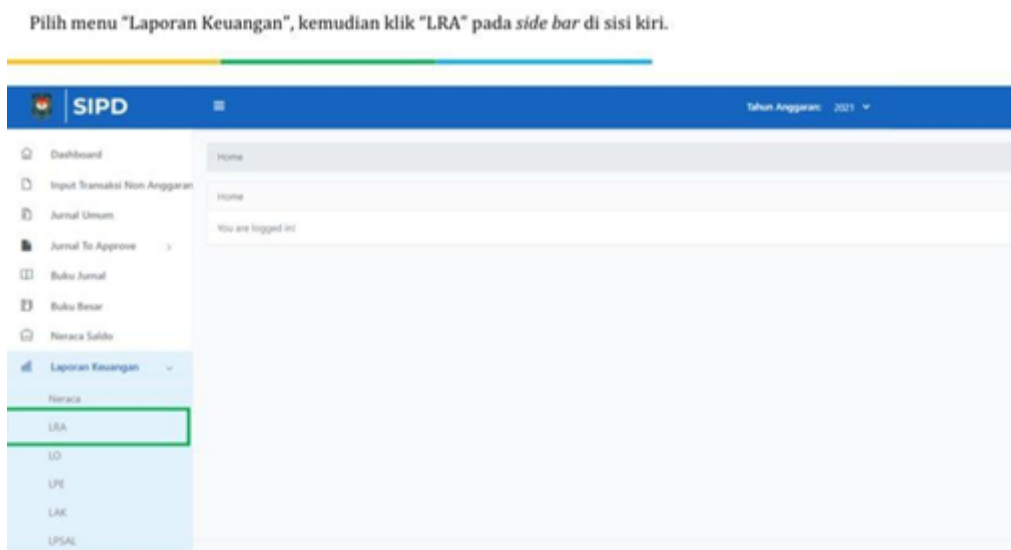 Pilih menu “Laporan Keuangan”, kemudian klik “LRA” pada side bar di sisi kiri.
SIPD
Tahun Anggaran: 2021
Dashboard
Home
Input Transaksi Non Anggaran
Home
Jurnal Umum
You are logged in!
Jurnal To Approve
Buku Jurnal
Buku Besar
Neraca Saldo
Laporan Keuangan
Neraca
LRA
LO
LPE
LAK
LPSAL